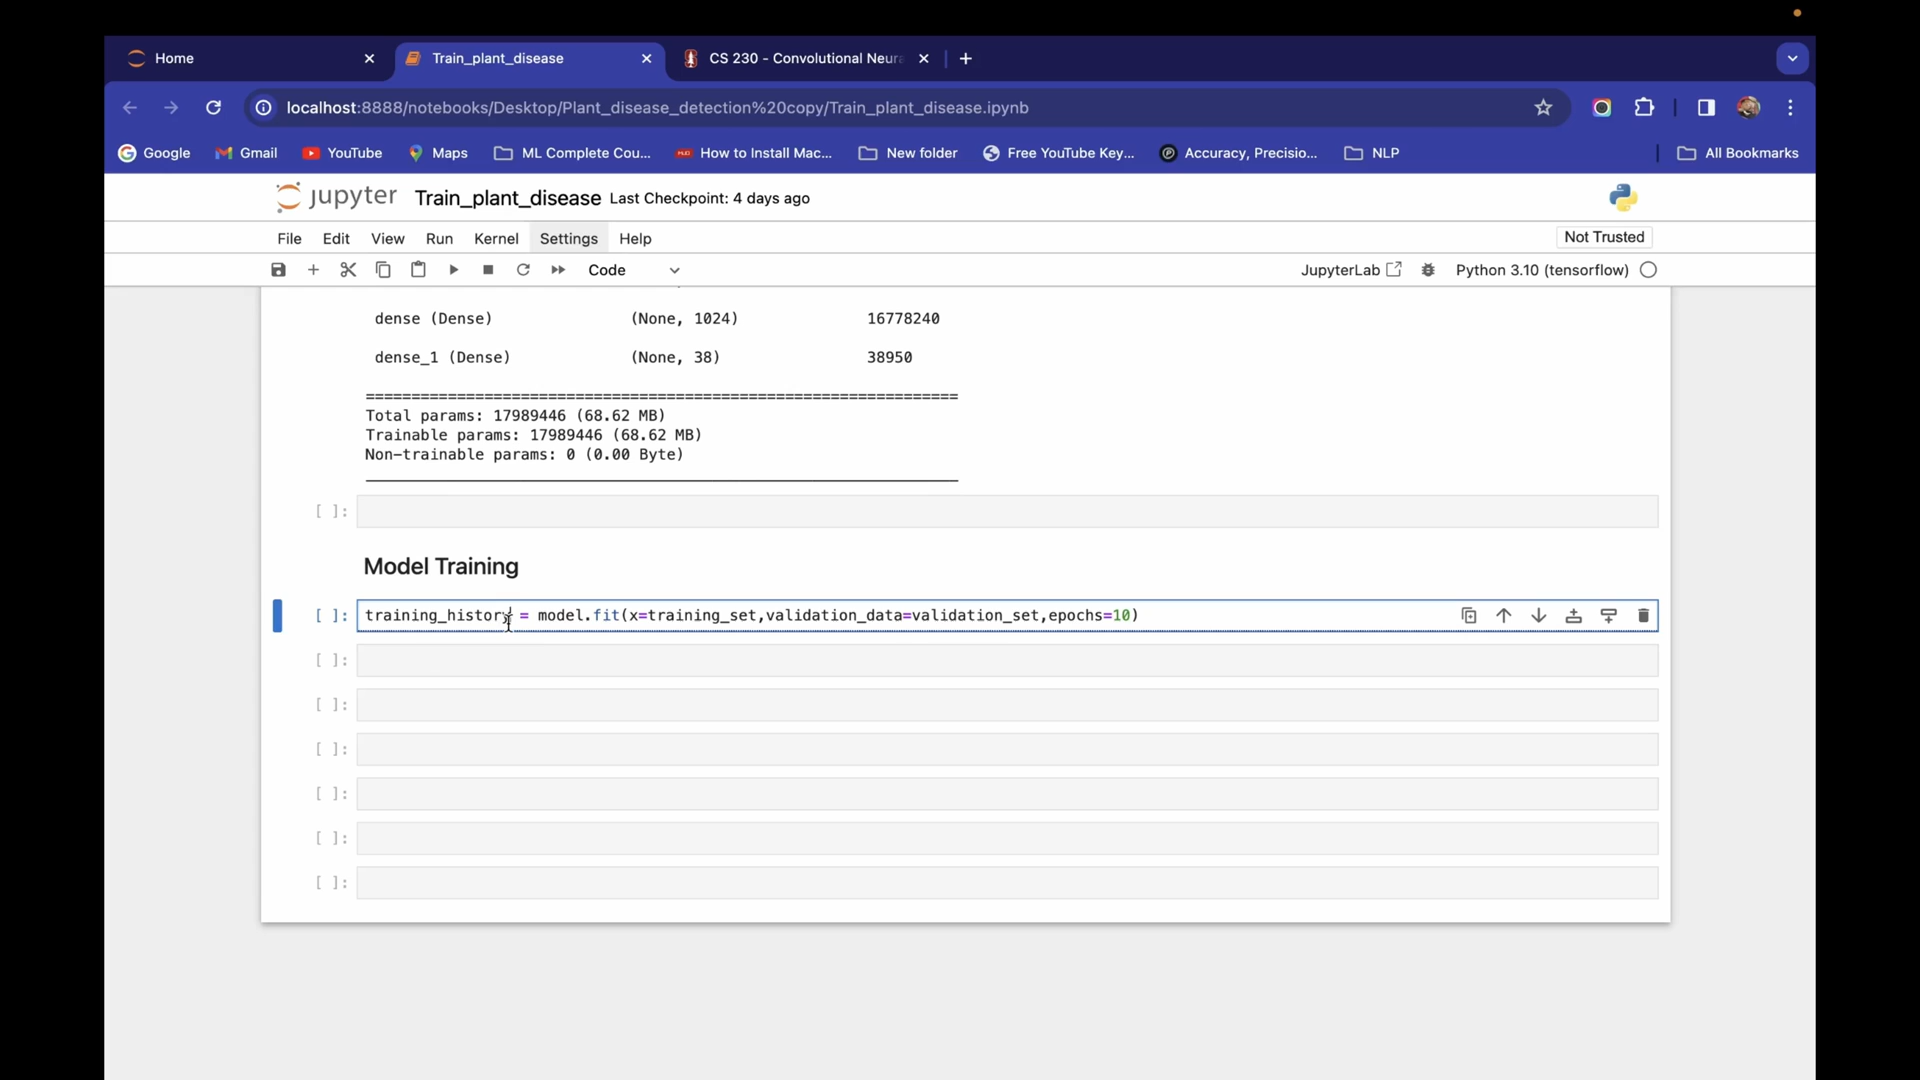 Home
Train_plant_disease
CS 230 - Convolutional Neura
localhost:8888/notebooks/Desktop/Plant_disease_detection%20copy/Train_plant_disease.ipynb
Google
Gmail
YouTube
Maps
ML Complete Cou...
How to Install Mac...
New folder
Free YouTube Key...
Accuracy, Precisio...
NLP
All Bookmarks
jupyter
Train_plant_disease Last Checkpoint: 4 days ago
File Edit View Run Kernel Settings Help
Not Trusted
Code
JupyterLab
Python 3.10 (tensorflow)
dense (Dense) (None, 1024) 16778240
dense_1 (Dense) (None, 38) 38950
=================================================================
Total params: 17989446 (68.62 MB)
Trainable params: 17989446 (68.62 MB)
Non-trainable params: 0 (0.00 Byte)
[ ]:
Model Training
[ ]: training_history = model.fit(x=training_set,validation_data=validation_set,epochs=10)
[ ]:
[ ]:
[ ]:
[ ]:
[ ]:
[ ]: